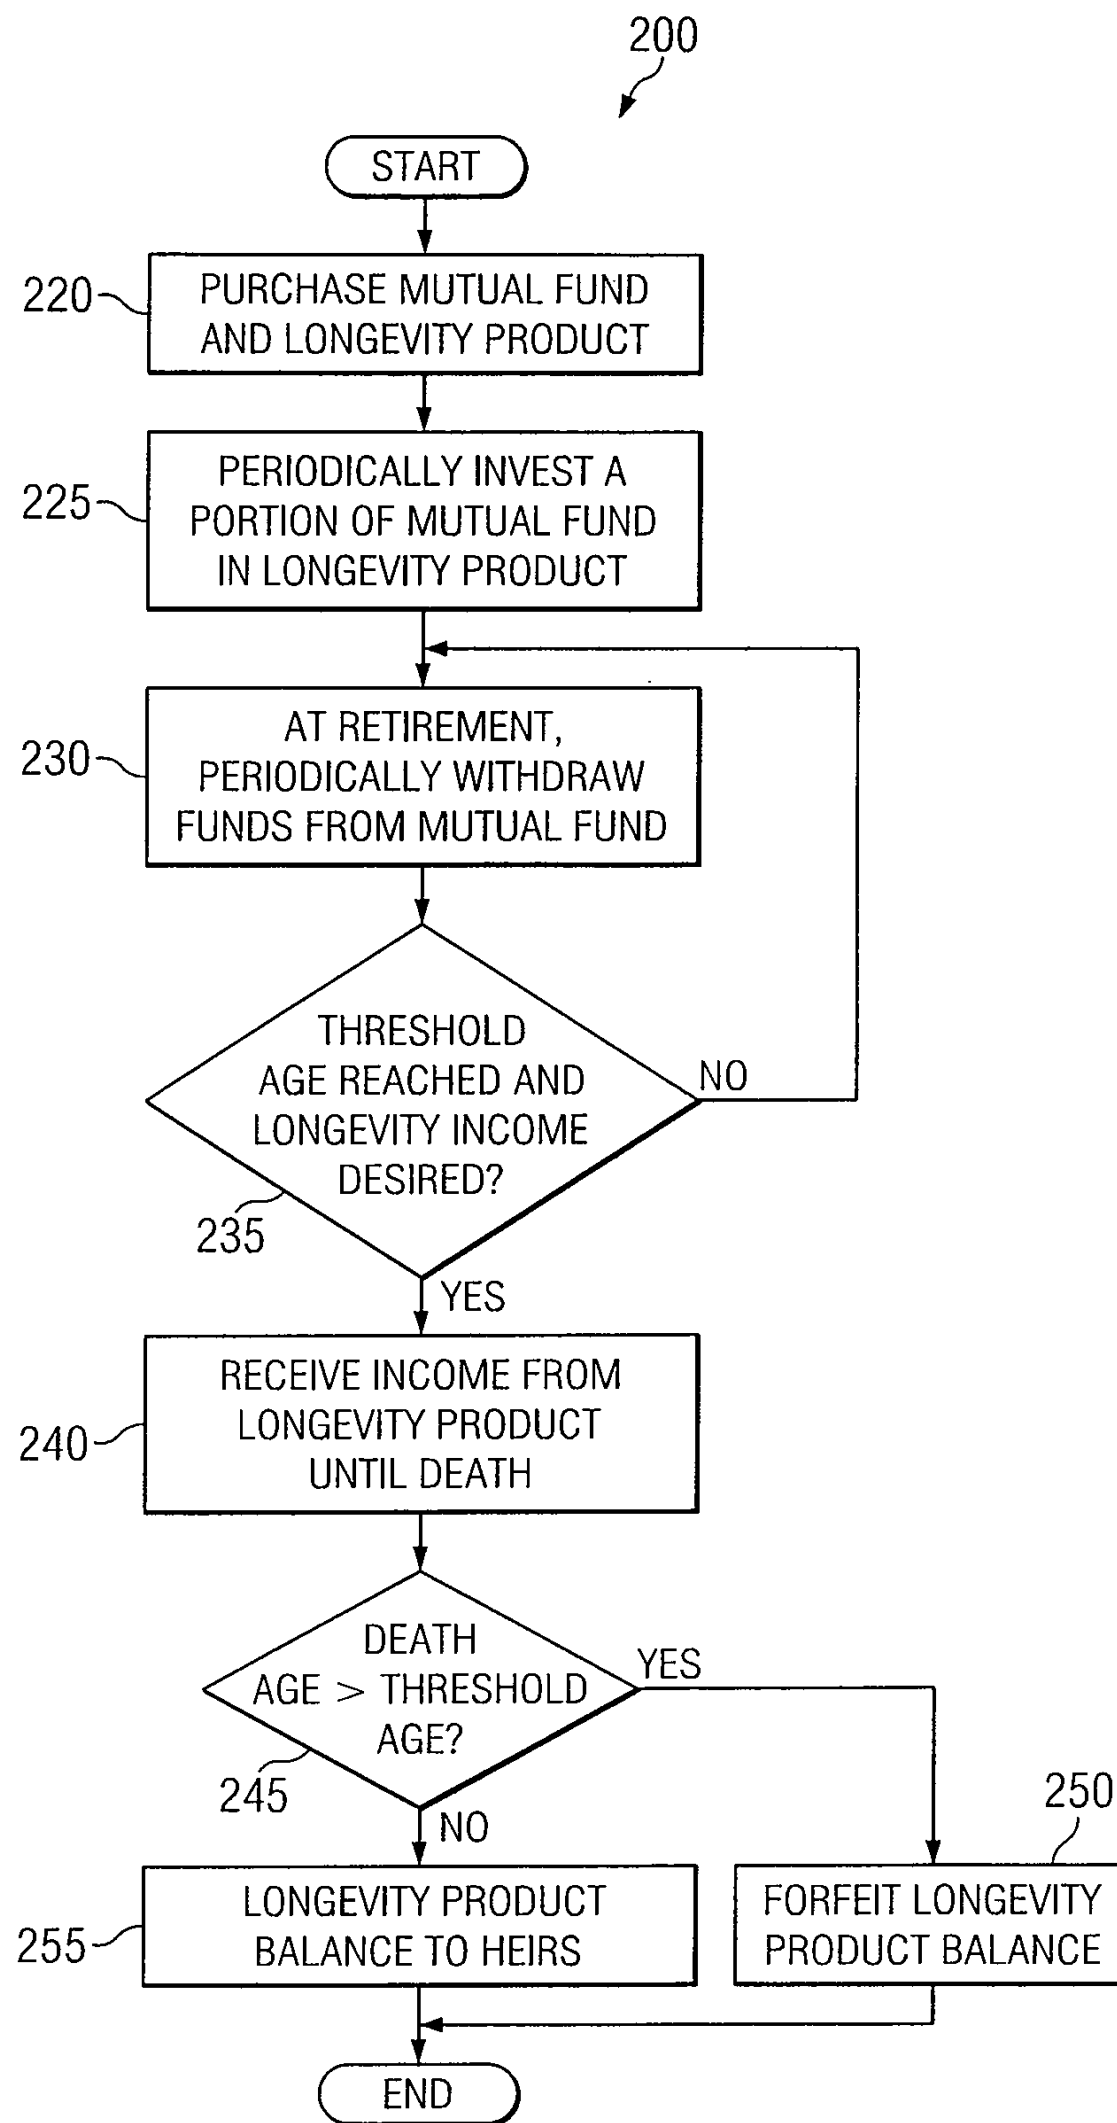 200
START
220
PURCHASE MUTUAL FUND
AND LONGEVITY PRODUCT
225
PERIODICALLY INVEST A
PORTION OF MUTUAL FUND
IN LONGEVITY PRODUCT
230
AT RETIREMENT,
PERIODICALLY WITHDRAW
FUNDS FROM MUTUAL FUND
THRESHOLD
AGE REACHED AND
LONGEVITY INCOME
DESIRED?
NO
235
YES
240
RECEIVE INCOME FROM
LONGEVITY PRODUCT
UNTIL DEATH
DEATH
AGE > THRESHOLD
AGE?
YES
245
NO
250
255
LONGEVITY PRODUCT
BALANCE TO HEIRS
FORFEIT LONGEVITY
PRODUCT BALANCE
END